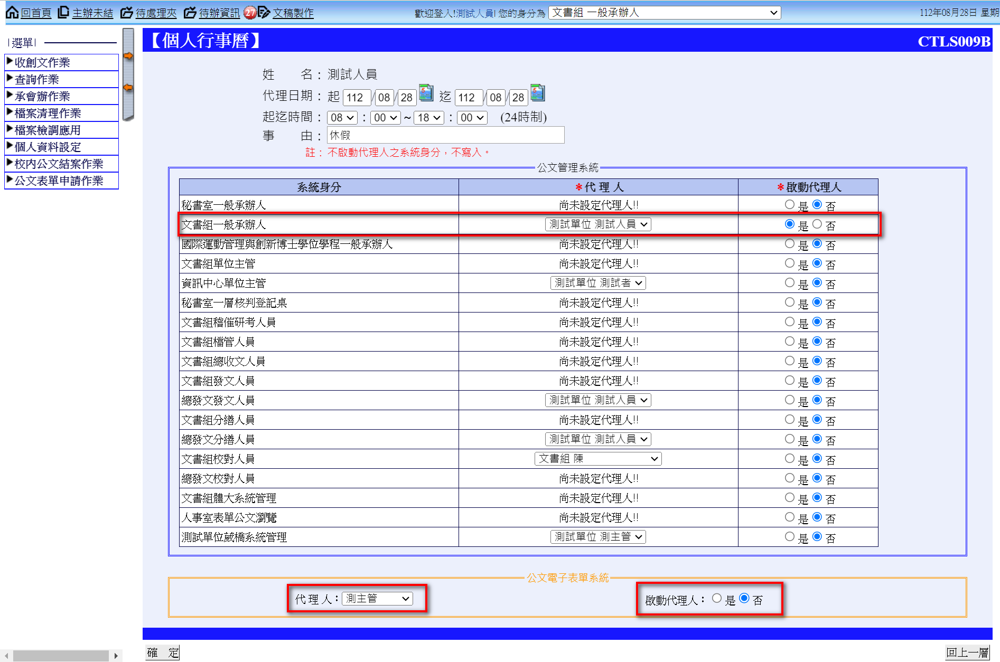 回首頁 主辦未結 待處理夾 待辦資訊 27 文稿製作 歡迎登入!測試人員| 您的身分為 文書組 一般承辦人 112年08月28日 星期
|選單|
收創文作業
查詢作業
承會辦作業
檔案清理作業
檔案檢調應用
個人資料設定
校內公文結案作業
公文表單申請作業
【個人行事曆】 CTLS009B
姓 名：測試人員
代理日期：起 112/08/28 5 迄 112/08/28 5
起迄時間：08：00～18：00 (24時制)
事 由：休假
註：不啟動代理人之系統身分，不寫入。
公文管理系統
系統身分 *代 理 人 *啟動代理人
秘書室一般承辦人 尚未設定代理人!! 是 否
文書組一般承辦人 測試單位 測試人員 是 否
國際運動管理與創新博士學位學程一般承辦人 尚未設定代理人!! 是 否
文書組單位主管 尚未設定代理人!! 是 否
資訊中心單位主管 測試單位 測試者 是 否
秘書室一層核判登記桌 尚未設定代理人!! 是 否
文書組稽催研考人員 尚未設定代理人!! 是 否
文書組檔管人員 尚未設定代理人!! 是 否
文書組總收文人員 尚未設定代理人!! 是 否
文書組發文人員 尚未設定代理人!! 是 否
總發文發文人員 測試單位 測試人員 是 否
文書組分繕人員 尚未設定代理人!! 是 否
總發文分繕人員 測試單位 測試人員 是 否
文書組校對人員 文書組 陳 是 否
總發文校對人員 尚未設定代理人!! 是 否
文書組體大系統管理 尚未設定代理人!! 是 否
人事室表單公文瀏覽 尚未設定代理人!! 是 否
測試單位葳橋系統管理 測試單位 測主管 是 否
公文電子表單系統
代 理 人：測主管 啟動代理人： 是 否
確 定 回上一層